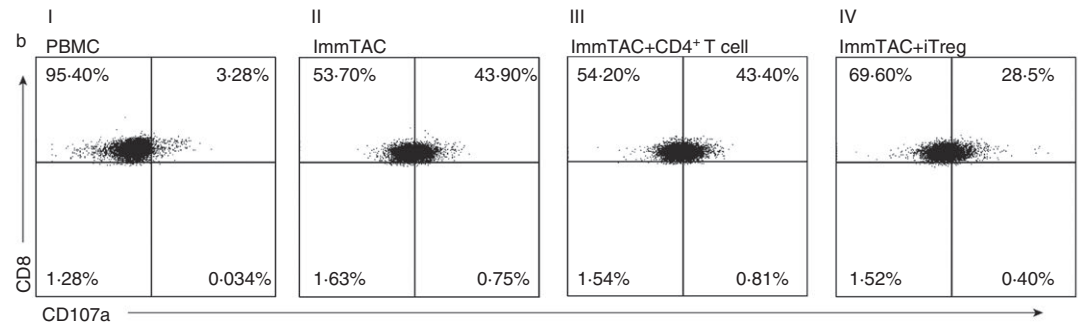 I II III IV
b PBMC ImmTAC ImmTAC+CD4⁺ T cell ImmTAC+iTreg
95·40% 3·28% 53·70% 43·90% 54·20% 43·40% 69·60% 28·5%
CD8
1·28% 0·034% 1·63% 0·75% 1·54% 0·81% 1·52% 0·40%
CD107a